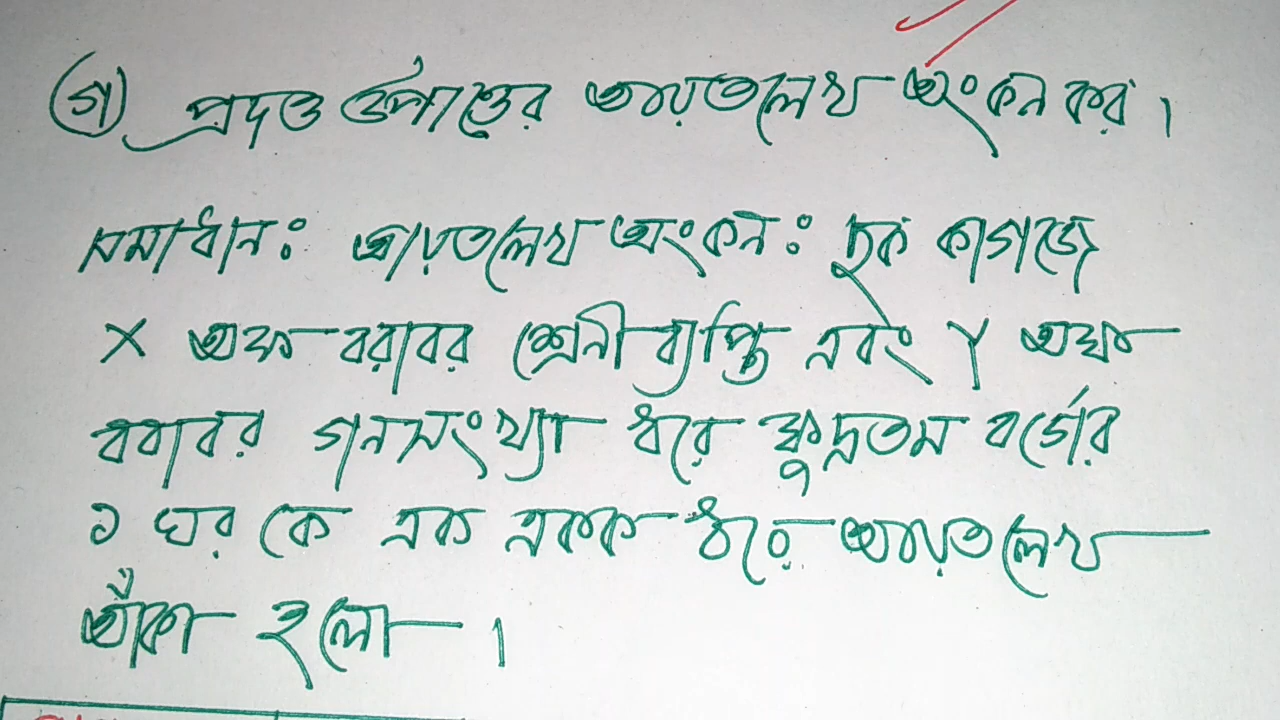 (গ) প্রদত্ত উপাত্তের আয়তলেখ অংকন কর।
সমাধান: আয়তলেখ অংকন: ছক কাগজে
X অক্ষ বরাবর শ্রেনী ব্যাপ্তি এবং Y অক্ষ
বরাবর গনসংখ্যা ধরে ক্ষুদ্রতম বর্গের
১ ঘর কে এক একক ধরে আয়তলেখ
আঁকা হলো।